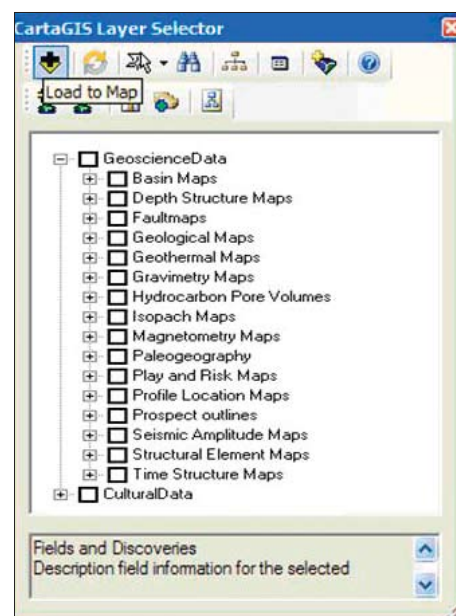 CartaGIS Layer Selector
Load to Map
GeoscienceData
Basin Maps
Depth Structure Maps
Faultmaps
Geological Maps
Geothermal Maps
Gravimetry Maps
Hydrocarbon Pore Volumes
Isopach Maps
Magnetometry Maps
Paleogeography
Play and Risk Maps
Profile Location Maps
Prospect outlines
Seismic Amplitude Maps
Structural Element Maps
Time Structure Maps
CulturalData
Fields and Discoveries
Description field information for the selected